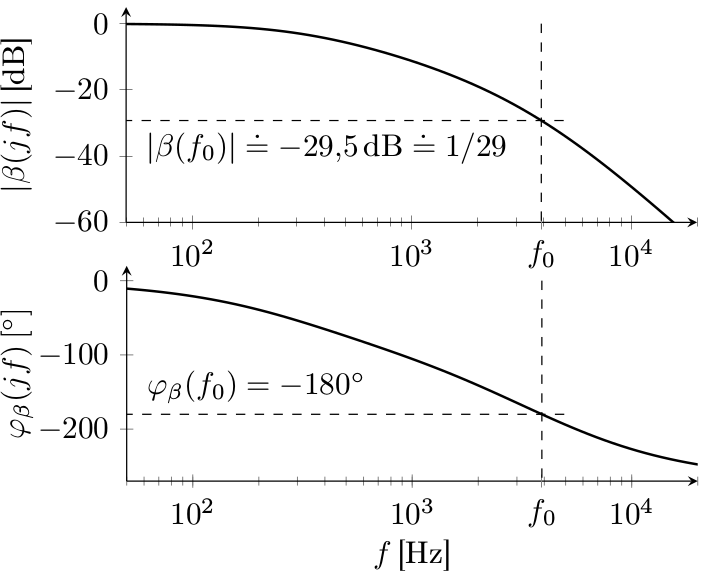 |β(jf)| [dB]
0
−20
−40
−60
|β(f₀)| ≐ −29,5 dB ≐ 1/29
10² 10³ f₀ 10⁴
φ_β(jf) [°]
0
−100
−200
φ_β(f₀) = −180°
10² 10³ f₀ 10⁴
f [Hz]